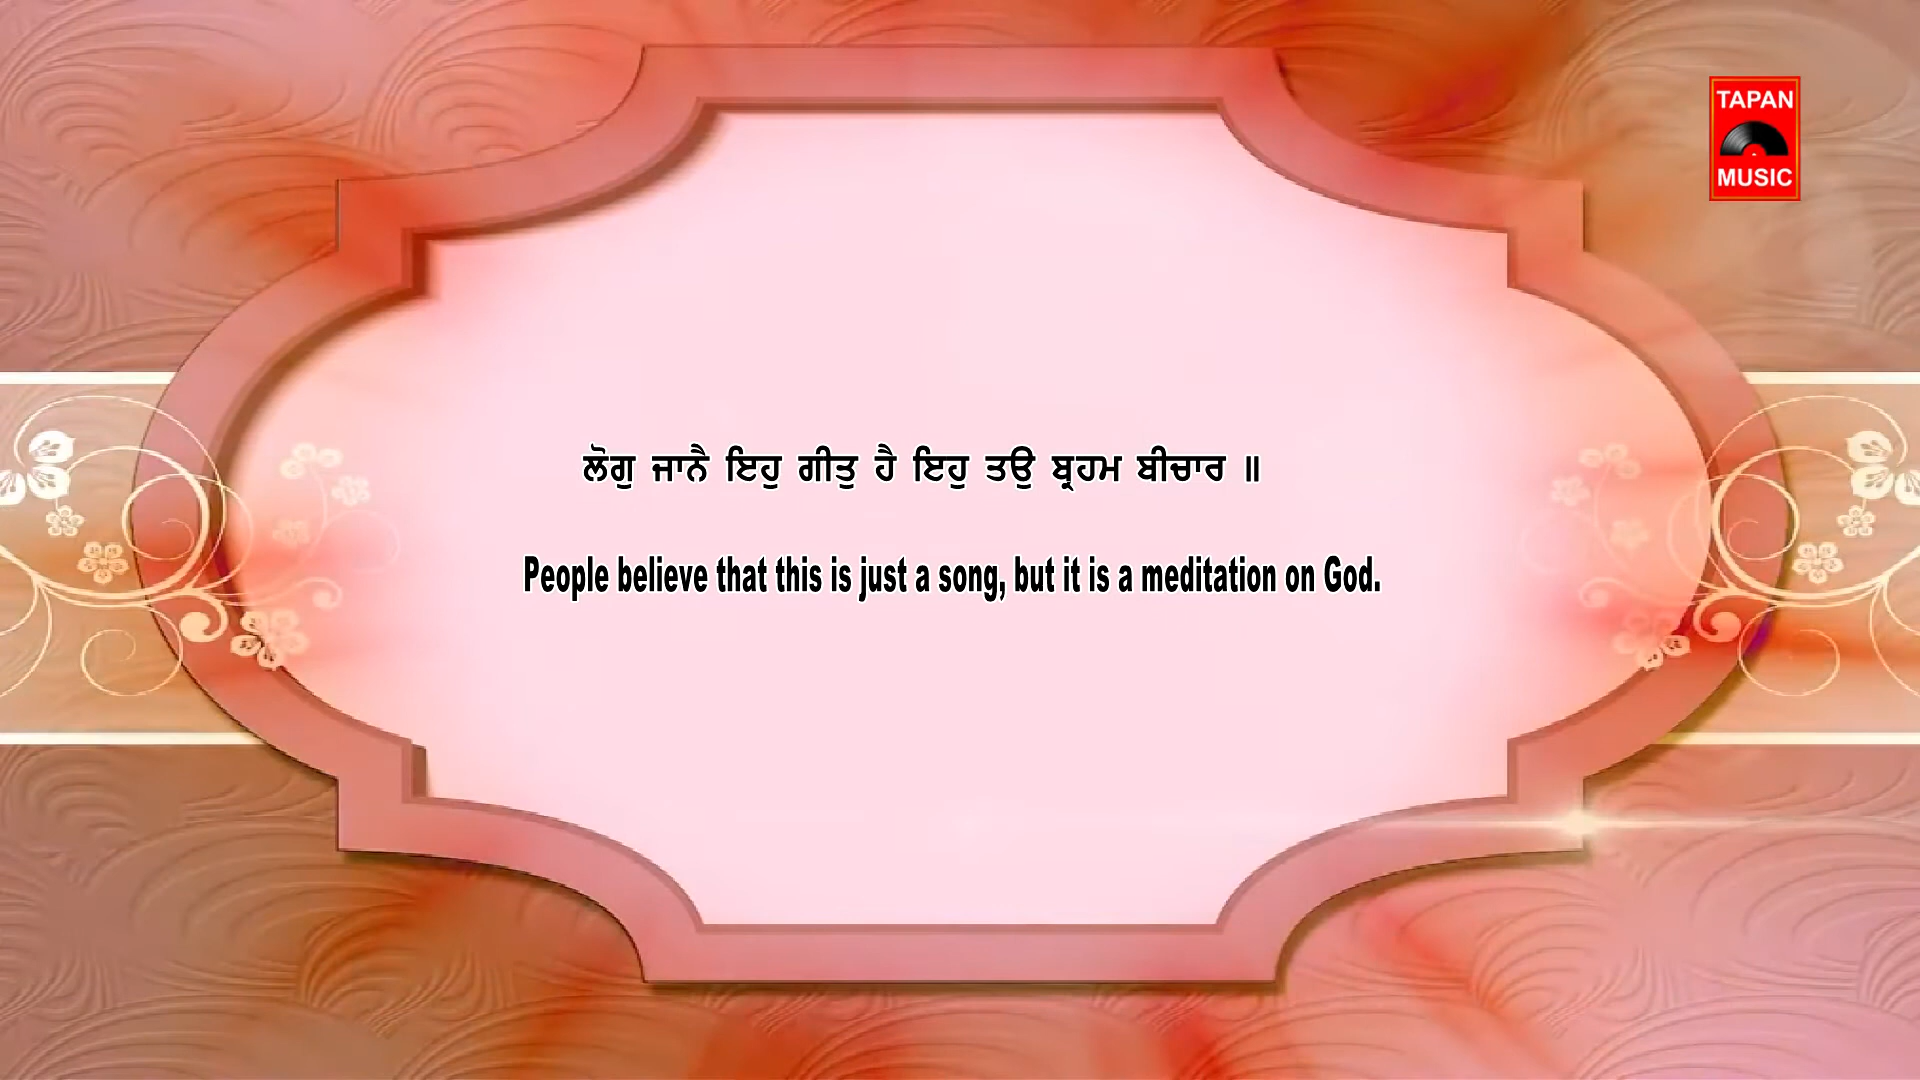 TAPAN
MUSIC
ਲੋਗੁ ਜਾਨੈ ਇਹੁ ਗੀਤੁ ਹੈ ਇਹੁ ਤਉ ਬ੍ਰਹਮ ਬੀਚਾਰ ॥
People believe that this is just a song, but it is a meditation on God.